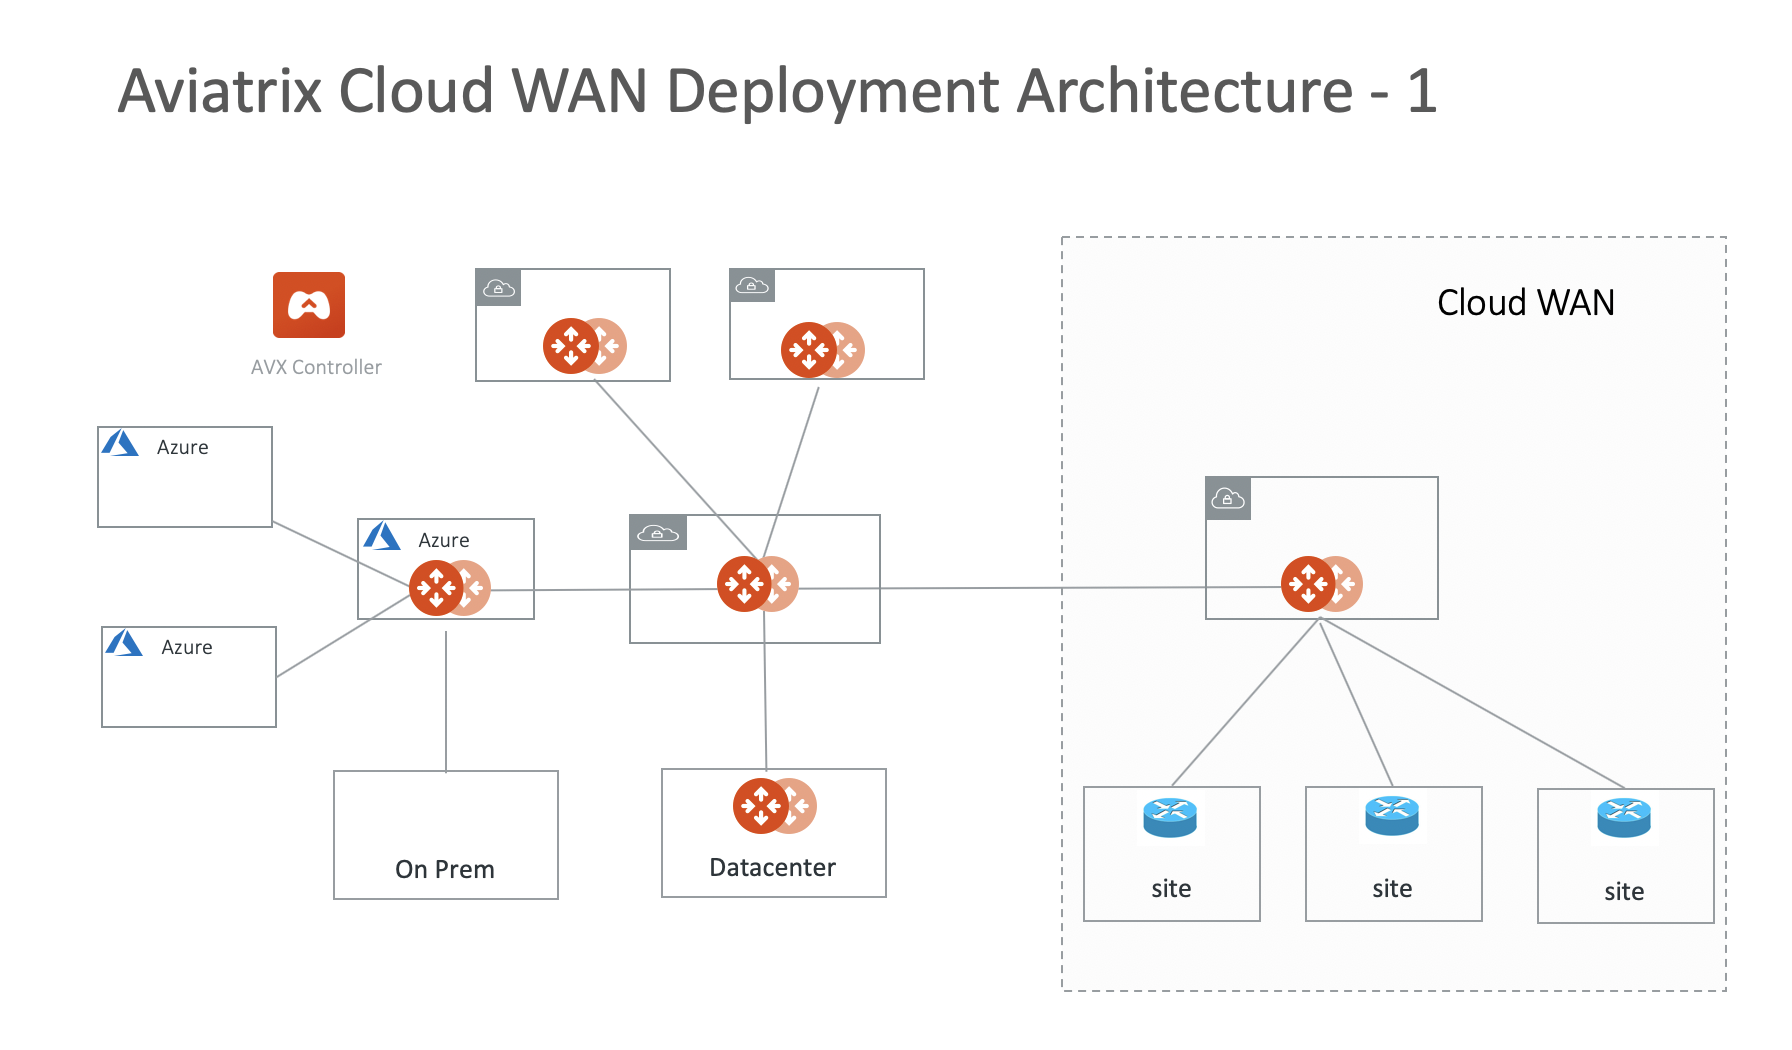 Aviatrix Cloud WAN Deployment Architecture - 1
Cloud WAN
AVX Controller
Azure
Azure
Azure
On Prem
Datacenter
site
site
site